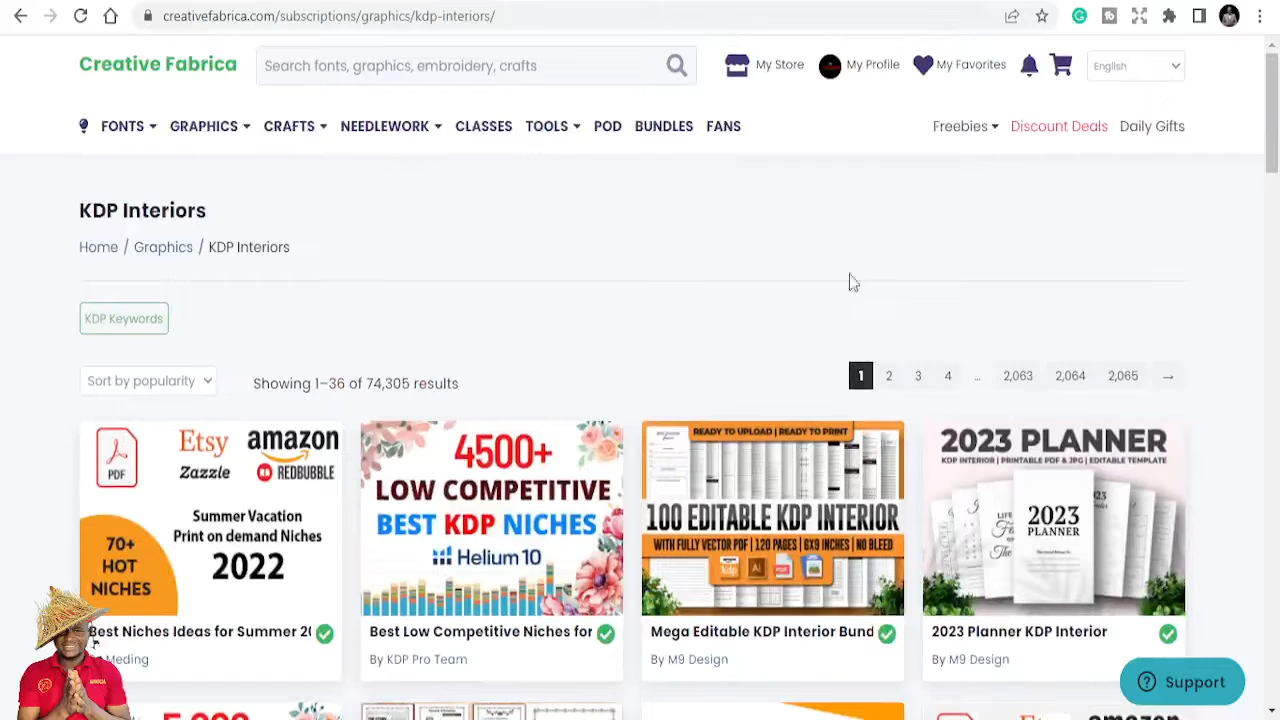 creativefabrica.com/subscriptions/graphics/kdp-interiors/
Creative Fabrica
Search fonts, graphics, embroidery, crafts
My Store
My Profile
My Favorites
English
FONTS
GRAPHICS
CRAFTS
NEEDLEWORK
CLASSES
TOOLS
POD
BUNDLES
FANS
Freebies
Discount Deals
Daily Gifts
KDP Interiors
Home / Graphics / KDP Interiors
KDP Keywords
Sort by popularity
Showing 1–36 of 74,305 results
1 2 3 4 … 2,063 2,064 2,065 →
PDF
Etsy amazon
Zazzle REDBUBBLE
Summer Vacation
Print on demand Niches
2022
70+
HOT
NICHES
Best Niches Ideas for Summer 20
Meding
4500+
LOW COMPETITIVE
BEST KDP NICHES
Helium 10
Best Low Competitive Niches for
By KDP Pro Team
READY TO UPLOAD | READY TO PRINT
100 EDITABLE KDP INTERIOR
WITH FULLY VECTOR PDF | 120 PAGES | 6X9 INCHES | NO BLEED
kdp
Ai
Mega Editable KDP Interior Bund
By M9 Design
2023 PLANNER
KDP INTERIOR | PRINTABLE PDF & JPG | EDITABLE TEMPLATE
2023
PLANNER
2023 Planner KDP Interior
By M9 Design
Support